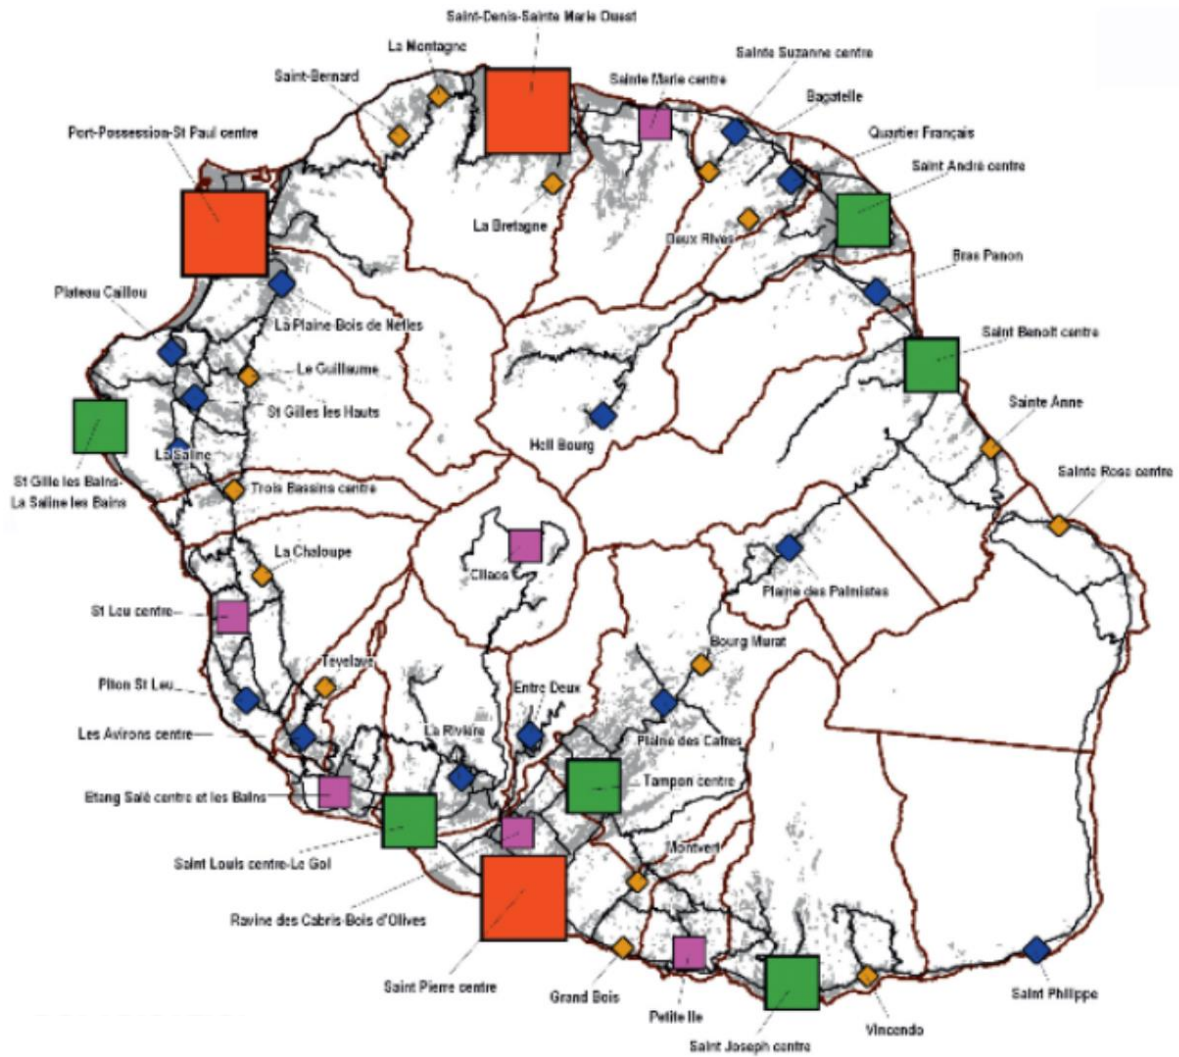 Saint-Denis-Sainte Marie Ouest
La Montagne
Sainte Suzanne centre
Saint-Bernard
Sainte Marie centre
Bagatelle
Port-Possession-St Paul centre
Quartier Français
Saint André centre
La Bretagne
Deux Rives
Bras Panon
Plateau Caillou
La Plaine-Bois de Nèfles
Saint Benoit centre
Le Guillaume
St Gilles les Hauts
Sainte Anne
Hell Bourg
La Saline
Sainte Rose centre
St Gille les Bains-
La Saline les Bains
Trois Bassins centre
La Chaloupe
Cilaos
Plaine des Palmistes
St Leu centre
Bourg Murat
Tevelave
Piton St Leu
Entre Deux
Les Avirons centre
La Rivière
Plaine des Cafres
Tampon centre
Etang Salé centre et les Bains
Montvert
Saint Louis centre-Le Gol
Ravine des Cabris-Bois d'Olives
Saint Pierre centre
Grand Bois
Saint Philippe
Petite Ile
Vincendo
Saint Joseph centre